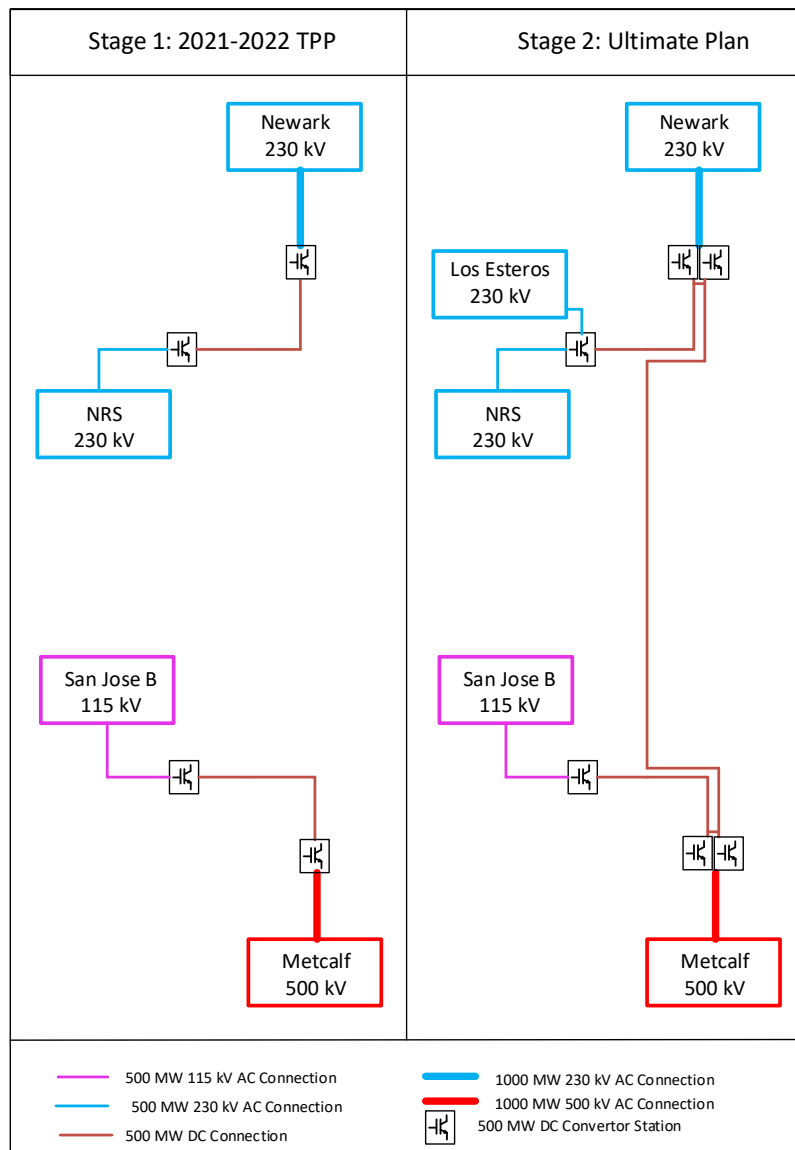 Stage 1: 2021-2022 TPP
Stage 2: Ultimate Plan
Newark
230 kV
NRS
230 kV
San Jose B
115 kV
Metcalf
500 kV
Newark
230 kV
Los Esteros
230 kV
NRS
230 kV
San Jose B
115 kV
Metcalf
500 kV
500 MW 115 kV AC Connection
500 MW 230 kV AC Connection
500 MW DC Connection
1000 MW 230 kV AC Connection
1000 MW 500 kV AC Connection
500 MW DC Convertor Station